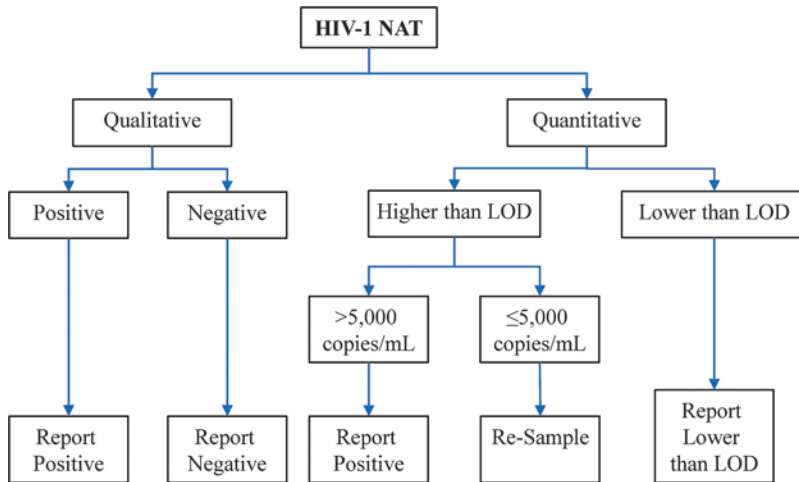 HIV-1 NAT
Qualitative
Quantitative
Positive
Negative
Higher than LOD
Lower than LOD
>5,000
copies/mL
≤5,000
copies/mL
Report
Positive
Report
Negative
Report
Positive
Re-Sample
Report
Lower
than LOD